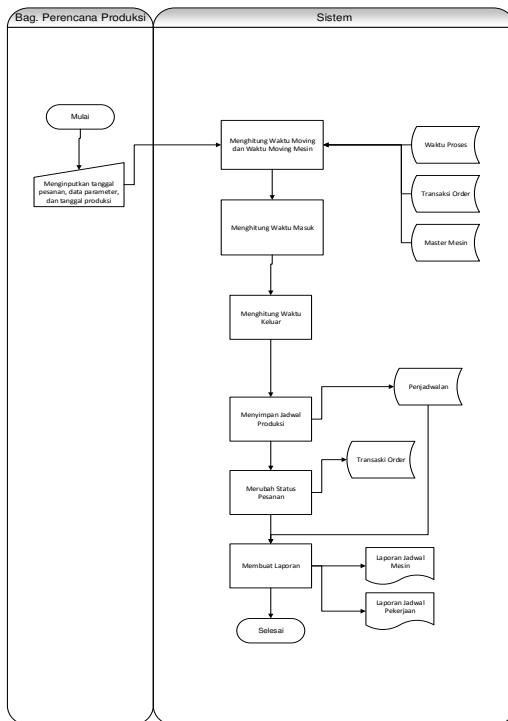 Bag. Perencana Produksi
Sistem
Mulai
Menginputkan tanggal
pesanan, data parameter,
dan tanggal produksi
Menghitung Waktu Moving
dan Waktu Moving Mesin
Waktu Proses
Transaksi Order
Master Mesin
Menghitung Waktu Masuk
Menghitung Waktu
Keluar
Menyimpan Jadwal
Produksi
Penjadwalan
Merubah Status
Pesanan
Transaski Order
Membuat Laporan
Laporan Jadwal
Mesin
Laporan Jadwal
Pekerjaan
Selesai